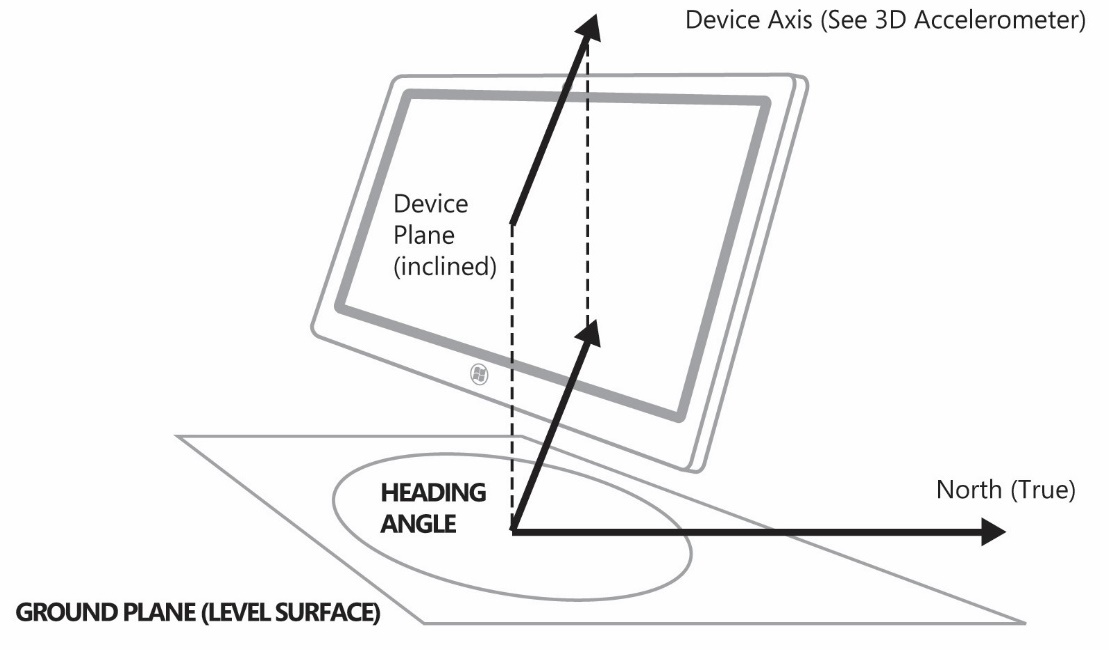 Device Axis (See 3D Accelerometer)
Device
Plane
(inclined)
HEADING
ANGLE
North (True)
GROUND PLANE (LEVEL SURFACE)